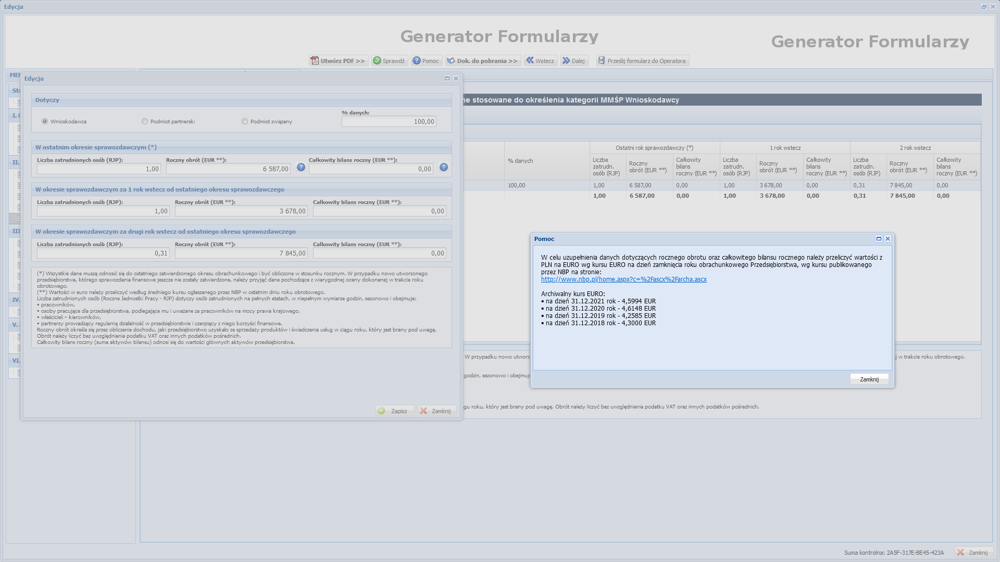 Edycja
Generator Formularzy
Generator Formularzy
Utwórz PDF >>
Sprawdź
Pomoc
Dok. do pobrania >>
Wstecz
Dalej
Prześlij formularz do Operatora
Edycja
Dotyczy
Wnioskodawca
Podmiot partnerski
Podmiot związany
% danych:
100,00
W ostatnim okresie sprawozdawczym (*)
Liczba zatrudnionych osób (RJP):
Roczny obrót (EUR **):
Całkowity bilans roczny (EUR **):
1,00
6 587,00
0,00
W okresie sprawozdawczym za 1 rok wstecz od ostatniego okresu sprawozdawczego
Liczba zatrudnionych osób (RJP):
Roczny obrót (EUR **):
Całkowity bilans roczny (EUR **):
1,00
3 678,00
0,00
W okresie sprawozdawczym za drugi rok wstecz od ostatniego okresu sprawozdawczego
Liczba zatrudnionych osób (RJP):
Roczny obrót (EUR **):
Całkowity bilans roczny (EUR **):
0,31
7 845,00
0,00
(*) Wszystkie dane muszą odnosić się do ostatniego zatwierdzonego okresu obrachunkowego i być obliczone w stosunku rocznym. W przypadku nowo utworzonego
przedsiębiorstwa, którego sprawozdania finansowe jeszcze nie zostały zatwierdzone, należy przyjąć dane pochodzące z wiarygodnej oceny dokonanej w trakcie roku
obrotowego.
(**) Wartości w euro należy przeliczyć według średniego kursu ogłaszanego przez NBP w ostatnim dniu roku obrotowego.
Liczba zatrudnionych osób (Roczne Jednostki Pracy - RJP) dotyczy osób zatrudnionych na pełnych etatach, w niepełnym wymiarze godzin, sezonowo i obejmuje:
• pracowników,
• osoby pracujące dla przedsiębiorstwa, podlegające mu i uważane za pracowników na mocy prawa krajowego,
• właścicieli – kierowników,
• partnerzy prowadzący regularną działalność w przedsiębiorstwie i czerpiący z niego korzyści finansowe.
Roczny obrót określa się przez obliczenie dochodu, jaki przedsiębiorstwo uzyskało ze sprzedaży produktów i świadczenia usług w ciągu roku, który jest brany pod uwagę.
Obrót należy liczyć bez uwzględnienia podatku VAT oraz innych podatków pośrednich.
Całkowity bilans roczny (suma aktywów bilansu) odnosi się do wartości głównych aktywów przedsiębiorstwa.
Zapisz
Zamknij
MEN
St
I. I
II.
III
IV.
V.
VI.
ne stosowane do określenia kategorii MMŚP Wnioskodawcy
% danych
Ostatni rok sprawozdawczy (*)
1 rok wstecz
2 rok wstecz
Liczba zatrudn. osób (RJP)
Roczny obrót (EUR **)
Całkowity bilans roczny (EUR **)
Liczba zatrudn. osób (RJP)
Roczny obrót (EUR **)
Całkowity bilans roczny (EUR **)
Liczba zatrudn. osób (RJP)
Roczny obrót (EUR **)
Całkowity bilans roczny (EUR **)
100,00 1,00 6 587,00 0,00 1,00 3 678,00 0,00 0,31 7 845,00 0,00
1,00 6 587,00 0,00 1,00 3 678,00 0,00 0,31 7 845,00 0,00
Pomoc
W celu uzupełnienia danych dotyczących rocznego obrotu oraz całkowitego bilansu rocznego należy przeliczyć wartości z
PLN na EURO wg kursu EURO na dzień zamknięcia roku obrachunkowego Przedsiębiorstwa, wg kursu publikowanego
przez NBP na stronie:
http://www.nbp.pl/home.aspx?c=%2Fascx%2Farcha.ascx
Archiwalny kurs EURO:
• na dzień 31.12.2021 rok - 4,5994 EUR
• na dzień 31.12.2020 rok - 4,6148 EUR
• na dzień 31.12.2019 rok - 4,2585 EUR
• na dzień 31.12.2018 rok - 4,3000 EUR
Zamknij
W przypadku nowo utworz
j w trakcie roku obrotowego.
godzin, sezonowo i obejmuje
gu roku, który jest brany pod uwagę. Obrót należy liczyć bez uwzględnienia podatku VAT oraz innych podatków pośrednich.
Suma kontrolna: 2A5F-317E-BE45-423A
Zamknij